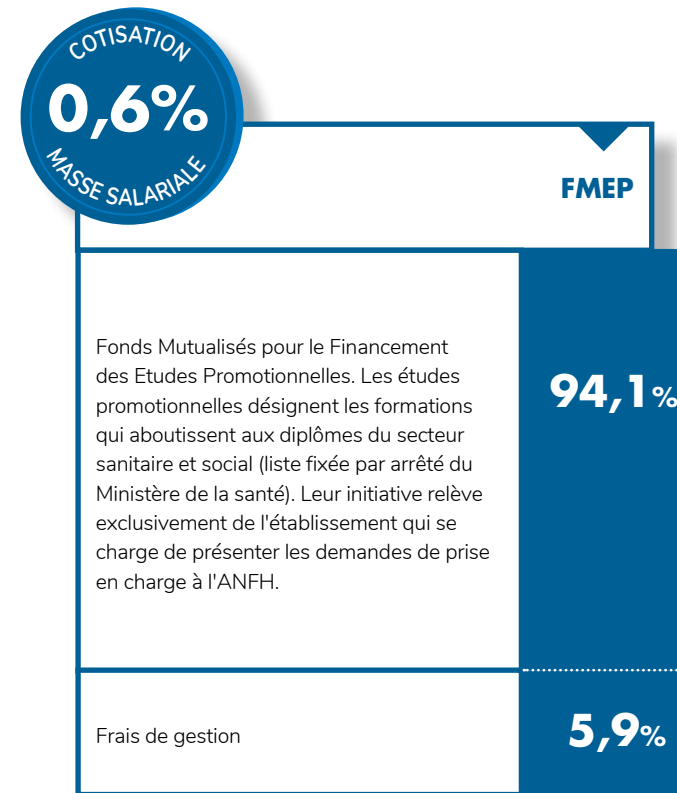 COTISATION
0,6%
MASSE SALARIALE
FMEP
Fonds Mutualisés pour le Financement
des Etudes Promotionnelles. Les études
promotionnelles désignent les formations
qui aboutissent aux diplômes du secteur
sanitaire et social (liste fixée par arrêté du
Ministère de la santé). Leur initiative relève
exclusivement de l'établissement qui se
charge de présenter les demandes de prise
en charge à l'ANFH.
94,1%
Frais de gestion
5,9%